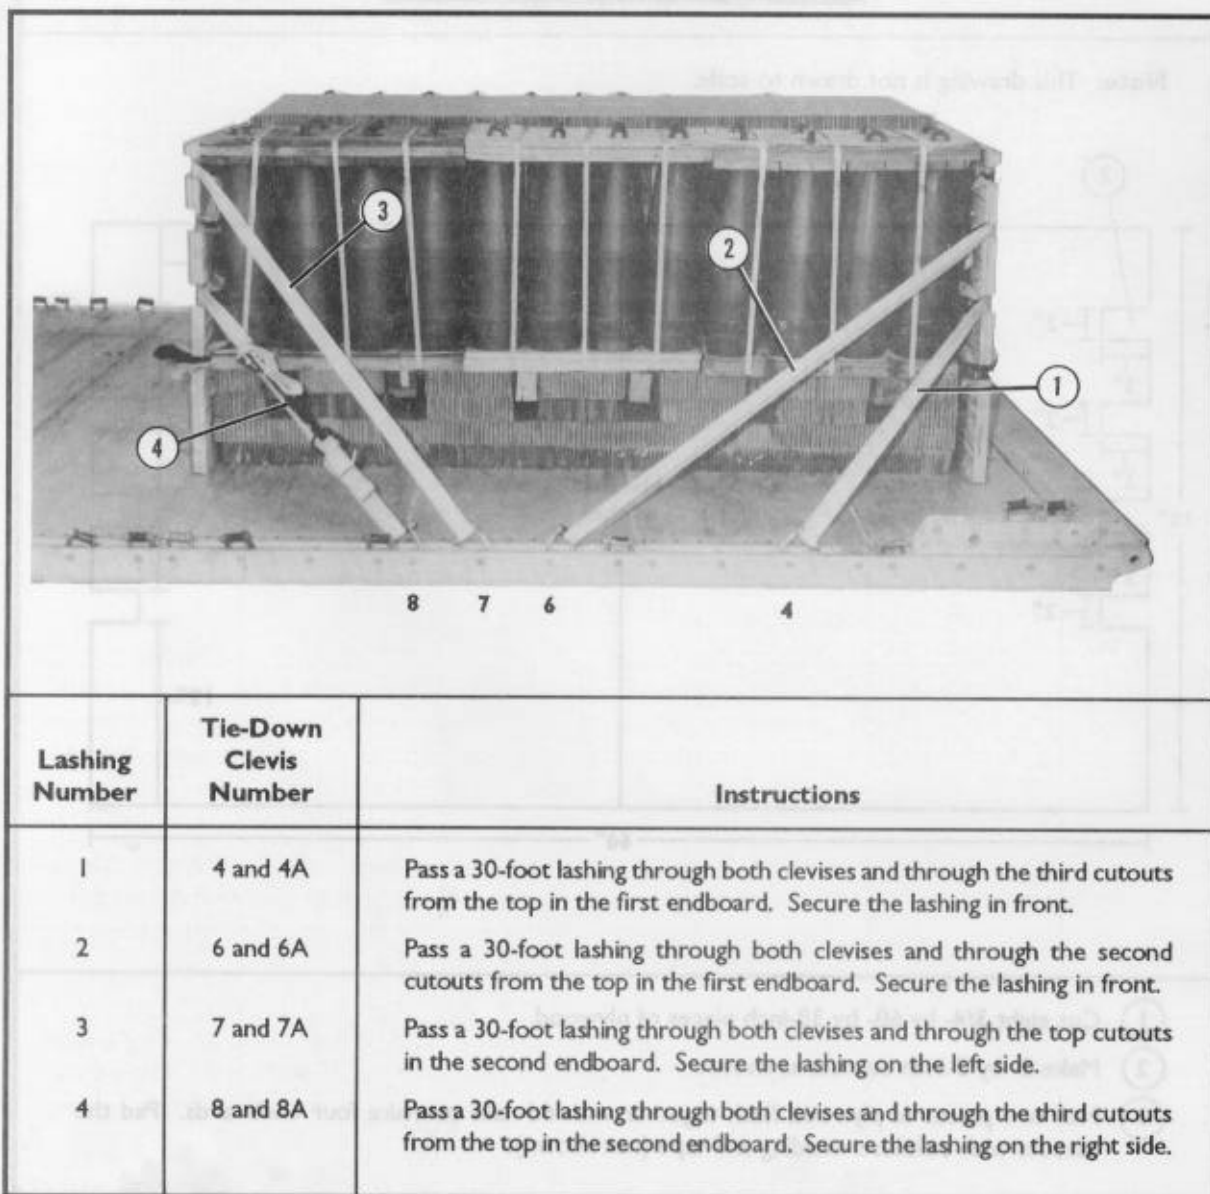 3
2
1
4
8 7 6 4
Lashing Number
Tie-Down Clevis Number
Instructions
1
4 and 4A
Pass a 30-foot lashing through both clevises and through the third cutouts
from the top in the first endboard. Secure the lashing in front.
2
6 and 6A
Pass a 30-foot lashing through both clevises and through the second
cutouts from the top in the first endboard. Secure the lashing in front.
3
7 and 7A
Pass a 30-foot lashing through both clevises and through the top cutouts
in the second endboard. Secure the lashing on the left side.
4
8 and 8A
Pass a 30-foot lashing through both clevises and through the third cutouts
from the top in the second endboard. Secure the lashing on the right side.